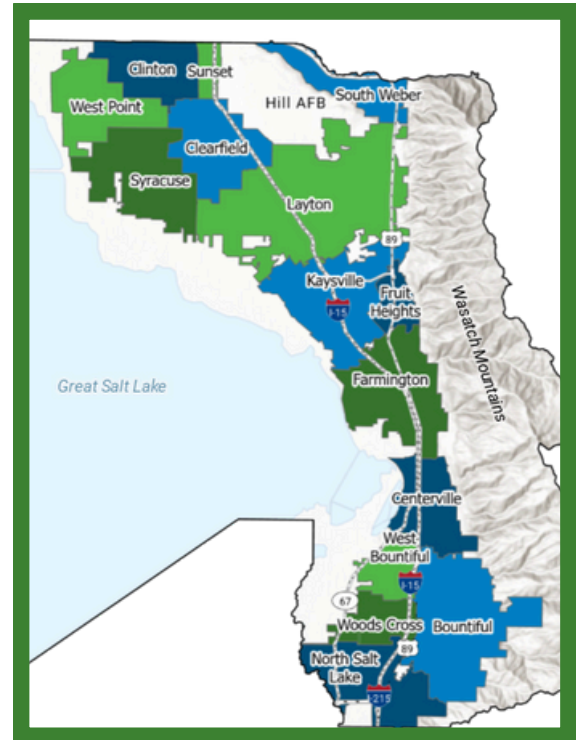 Clinton
Sunset
South Weber
Hill AFB
West Point
Clearfield
Syracuse
Layton
89
Kaysville
Fruit
Heights
I-15
Wasatch Mountains
Farmington
Great Salt Lake
Centerville
West
Bountiful
I-15
67
Woods Cross
Bountiful
89
North Salt
Lake
I-215